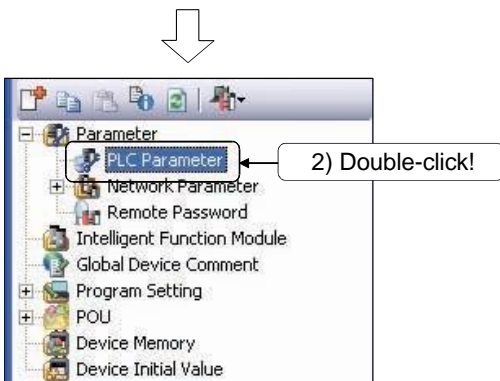 Parameter
PLC Parameter
2) Double-click!
Network Parameter
Remote Password
Intelligent Function Module
Global Device Comment
Program Setting
POU
Device Memory
Device Initial Value